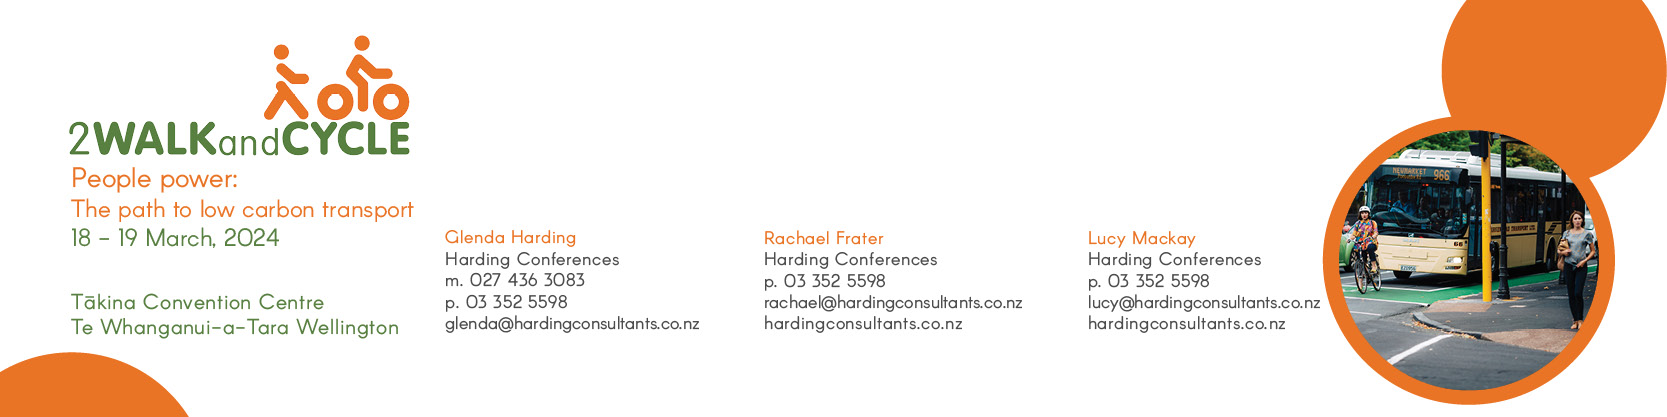 2WALKandCYCLE
People power:
The path to low carbon transport
18 – 19 March, 2024
Tākina Convention Centre
Te Whanganui-a-Tara Wellington
Glenda Harding
Harding Conferences
m. 027 436 3083
p. 03 352 5598
glenda@hardingconsultants.co.nz
Rachael Frater
Harding Conferences
p. 03 352 5598
rachael@hardingconsultants.co.nz
hardingconsultants.co.nz
Lucy Mackay
Harding Conferences
p. 03 352 5598
lucy@hardingconsultants.co.nz
hardingconsultants.co.nz
NEWMARKET 966